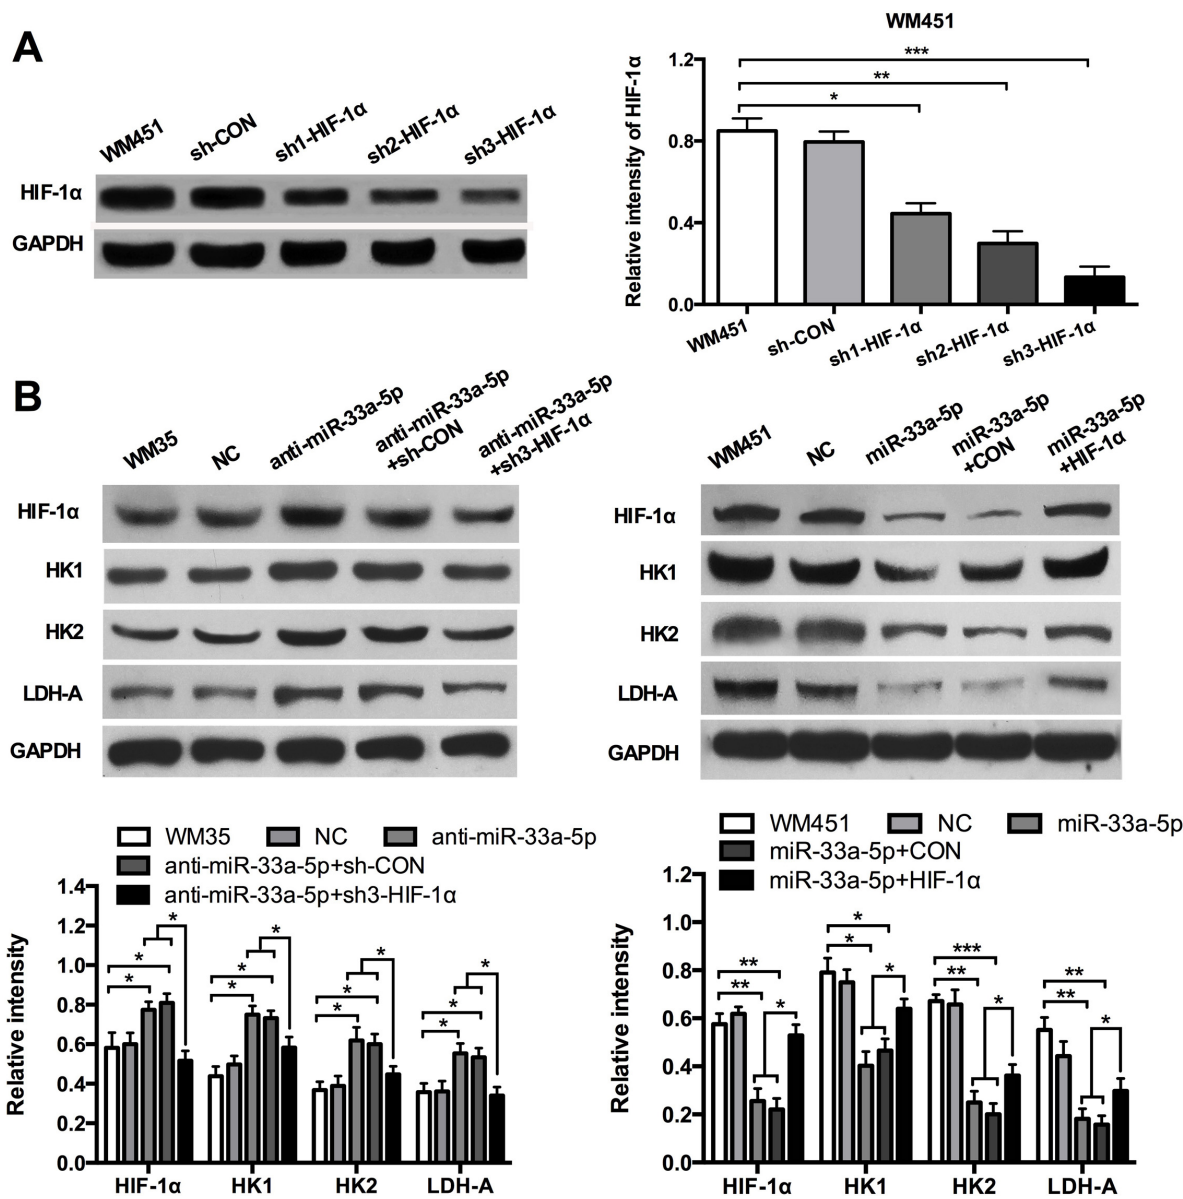 A
WM451
sh-CON
sh1-HIF-1α
sh2-HIF-1α
sh3-HIF-1α
HIF-1α
GAPDH
WM451
Relative intensity of HIF-1α
1.2
0.8
0.4
0.0
***
**
*
WM451
sh-CON
sh1-HIF-1α
sh2-HIF-1α
sh3-HIF-1α
B
WM35
NC
anti-miR-33a-5p
anti-miR-33a-5p
+sh-CON
anti-miR-33a-5p
+sh3-HIF-1α
HIF-1α
HK1
HK2
LDH-A
GAPDH
WM451
NC
miR-33a-5p
miR-33a-5p
+CON
miR-33a-5p
+HIF-1α
HIF-1α
HK1
HK2
LDH-A
GAPDH
WM35 NC anti-miR-33a-5p
anti-miR-33a-5p+sh-CON
anti-miR-33a-5p+sh3-HIF-1α
Relative intensity
1.4
1.2
1.0
0.8
0.6
0.4
0.2
0.0
* * *
* * *
* * *
* * *
HIF-1α HK1 HK2 LDH-A
WM451 NC miR-33a-5p
miR-33a-5p+CON
miR-33a-5p+HIF-1α
Relative intensity
1.2
1.0
0.8
0.6
0.4
0.2
0.0
** ** *
* * *
*** ** *
** ** *
HIF-1α HK1 HK2 LDH-A